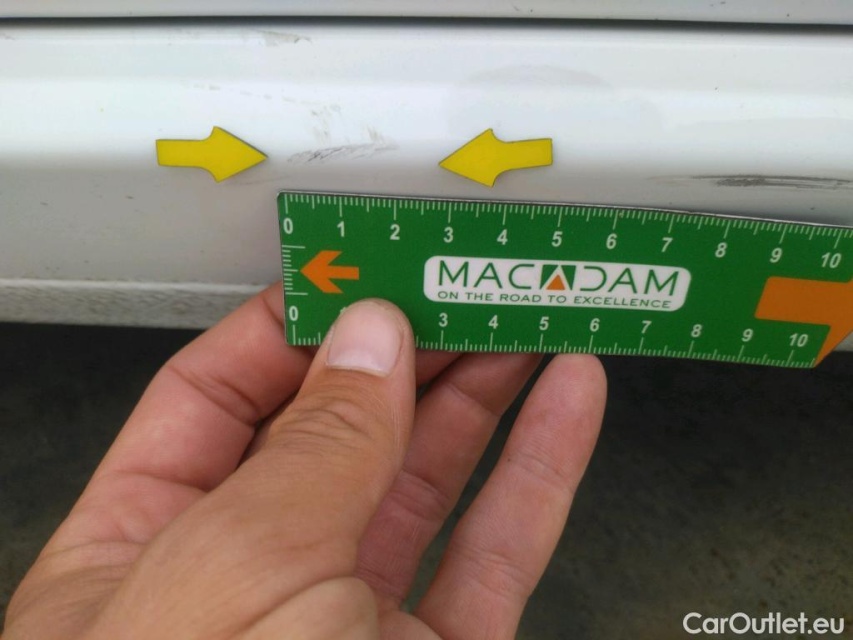 0 1 2 3 4 5 6 7 8 9 10
MACADAM
ON THE ROAD TO EXCELLENCE
0 3 4 5 6 7 8 9 10
CarOutlet.eu